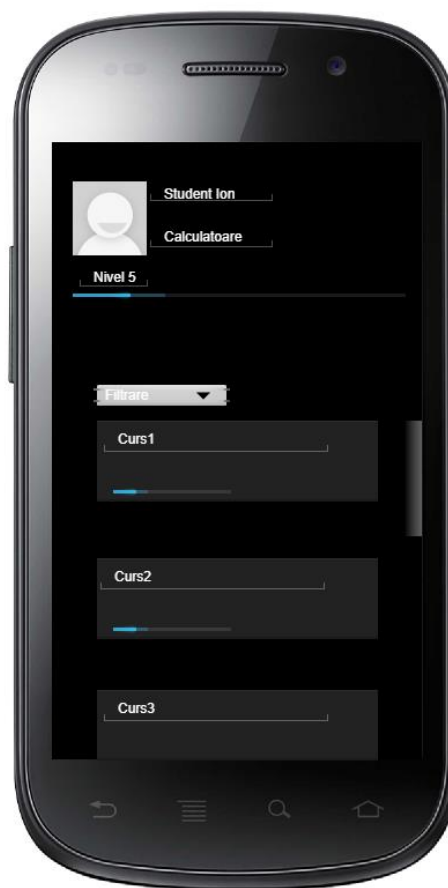 Student Ion
Calculatoare
Nivel 5
Filtrare
Curs1
Curs2
Curs3